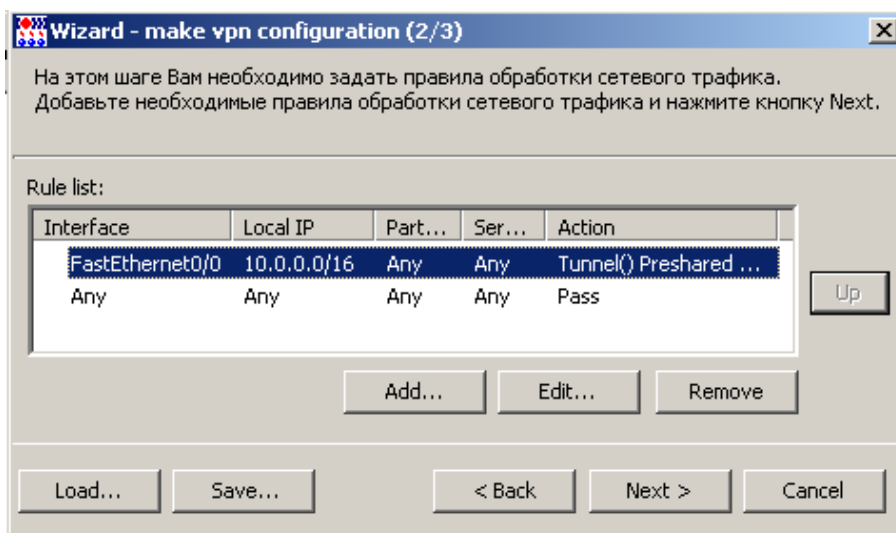 Wizard - make vpn configuration (2/3)
На этом шаге Вам необходимо задать правила обработки сетевого трафика.
Добавьте необходимые правила обработки сетевого трафика и нажмите кнопку Next.
Rule list:
Interface Local IP Part... Ser... Action
FastEthernet0/0 10.0.0.0/16 Any Any Tunnel() Preshared ...
Any Any Any Any Pass
Up
Add... Edit... Remove
Load... Save... < Back Next > Cancel